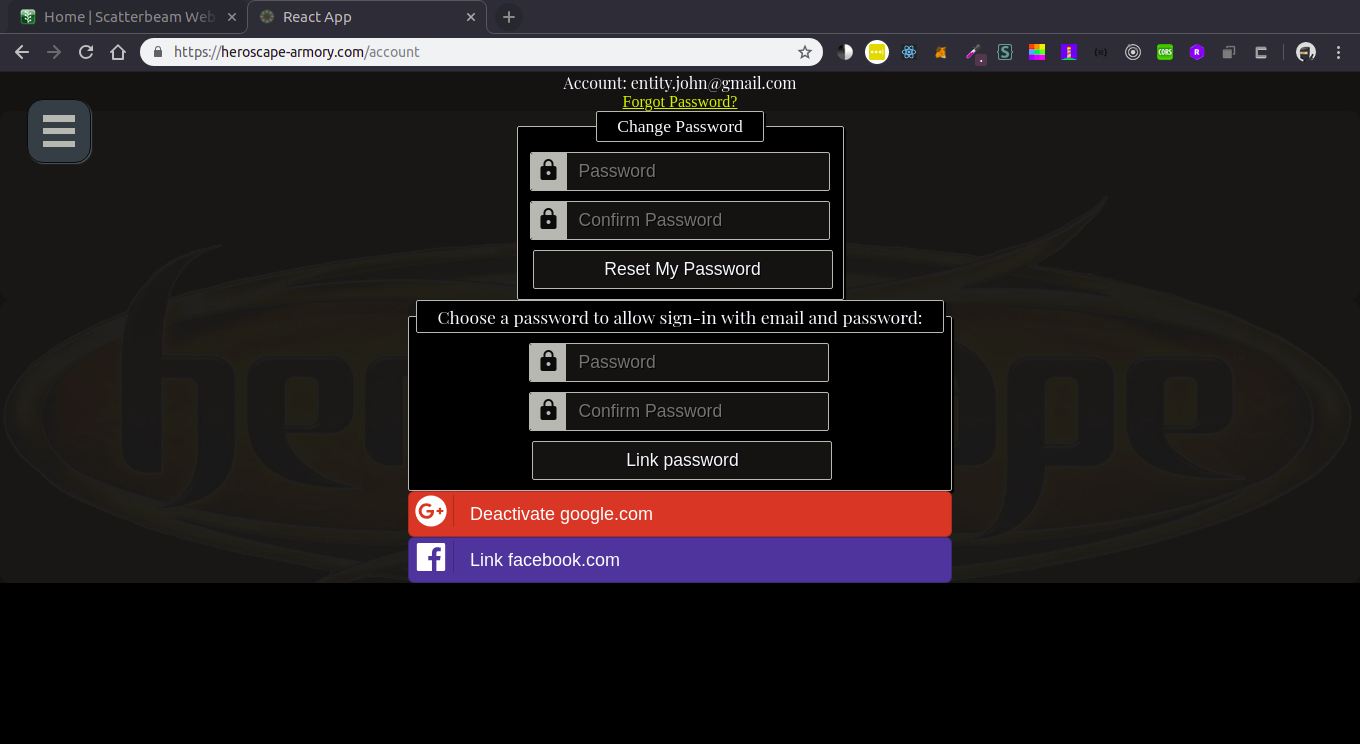 Home | Scatterbeam Web
React App
https://heroscape-armory.com/account
CORS
R
Account: entity.john@gmail.com
Forgot Password?
Change Password
Password
Confirm Password
Reset My Password
Choose a password to allow sign-in with email and password:
Password
Confirm Password
Link password
G+ Deactivate google.com
f Link facebook.com